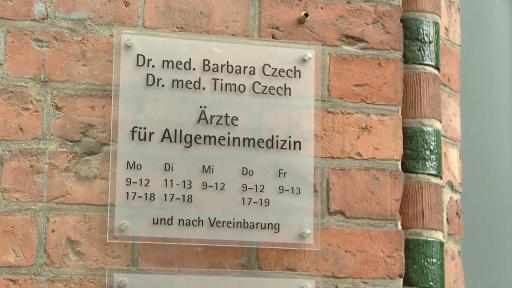 Dr. med. Barbara Czech
Dr. med. Timo Czech
Ärzte
für Allgemeinmedizin
Mo Di Mi Do Fr
9-12 11-13 9-12 9-12 9-13
17-18 17-18 17-19
und nach Vereinbarung